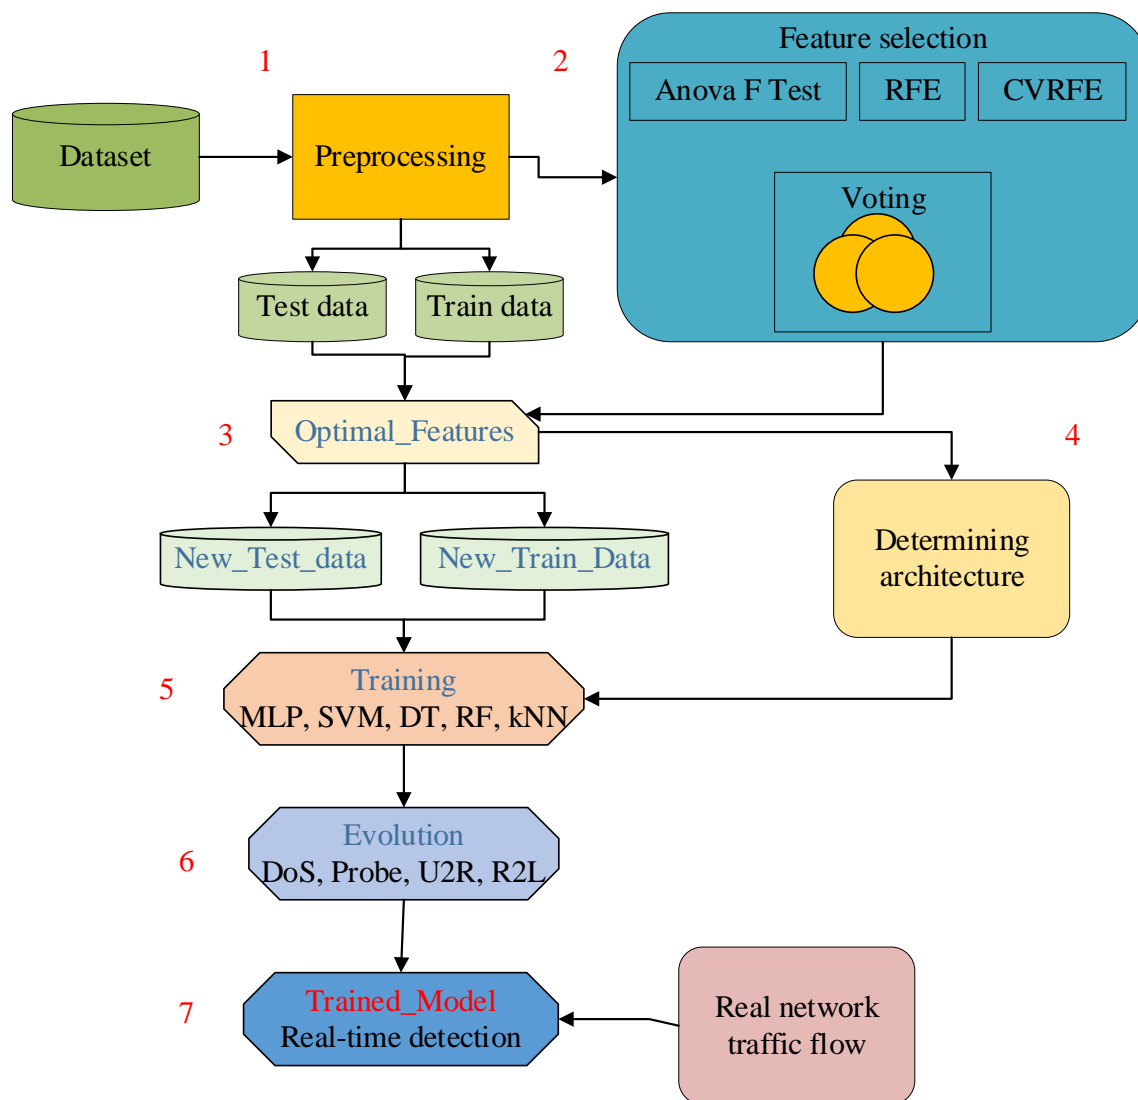 1
2
Feature selection
Anova F Test
RFE
CVRFE
Dataset
Preprocessing
Voting
Test data
Train data
3
Optimal_Features
4
New_Test_data
New_Train_Data
Determining
architecture
5
Training
MLP, SVM, DT, RF, kNN
6
Evolution
DoS, Probe, U2R, R2L
7
Trained_Model
Real-time detection
Real network
traffic flow